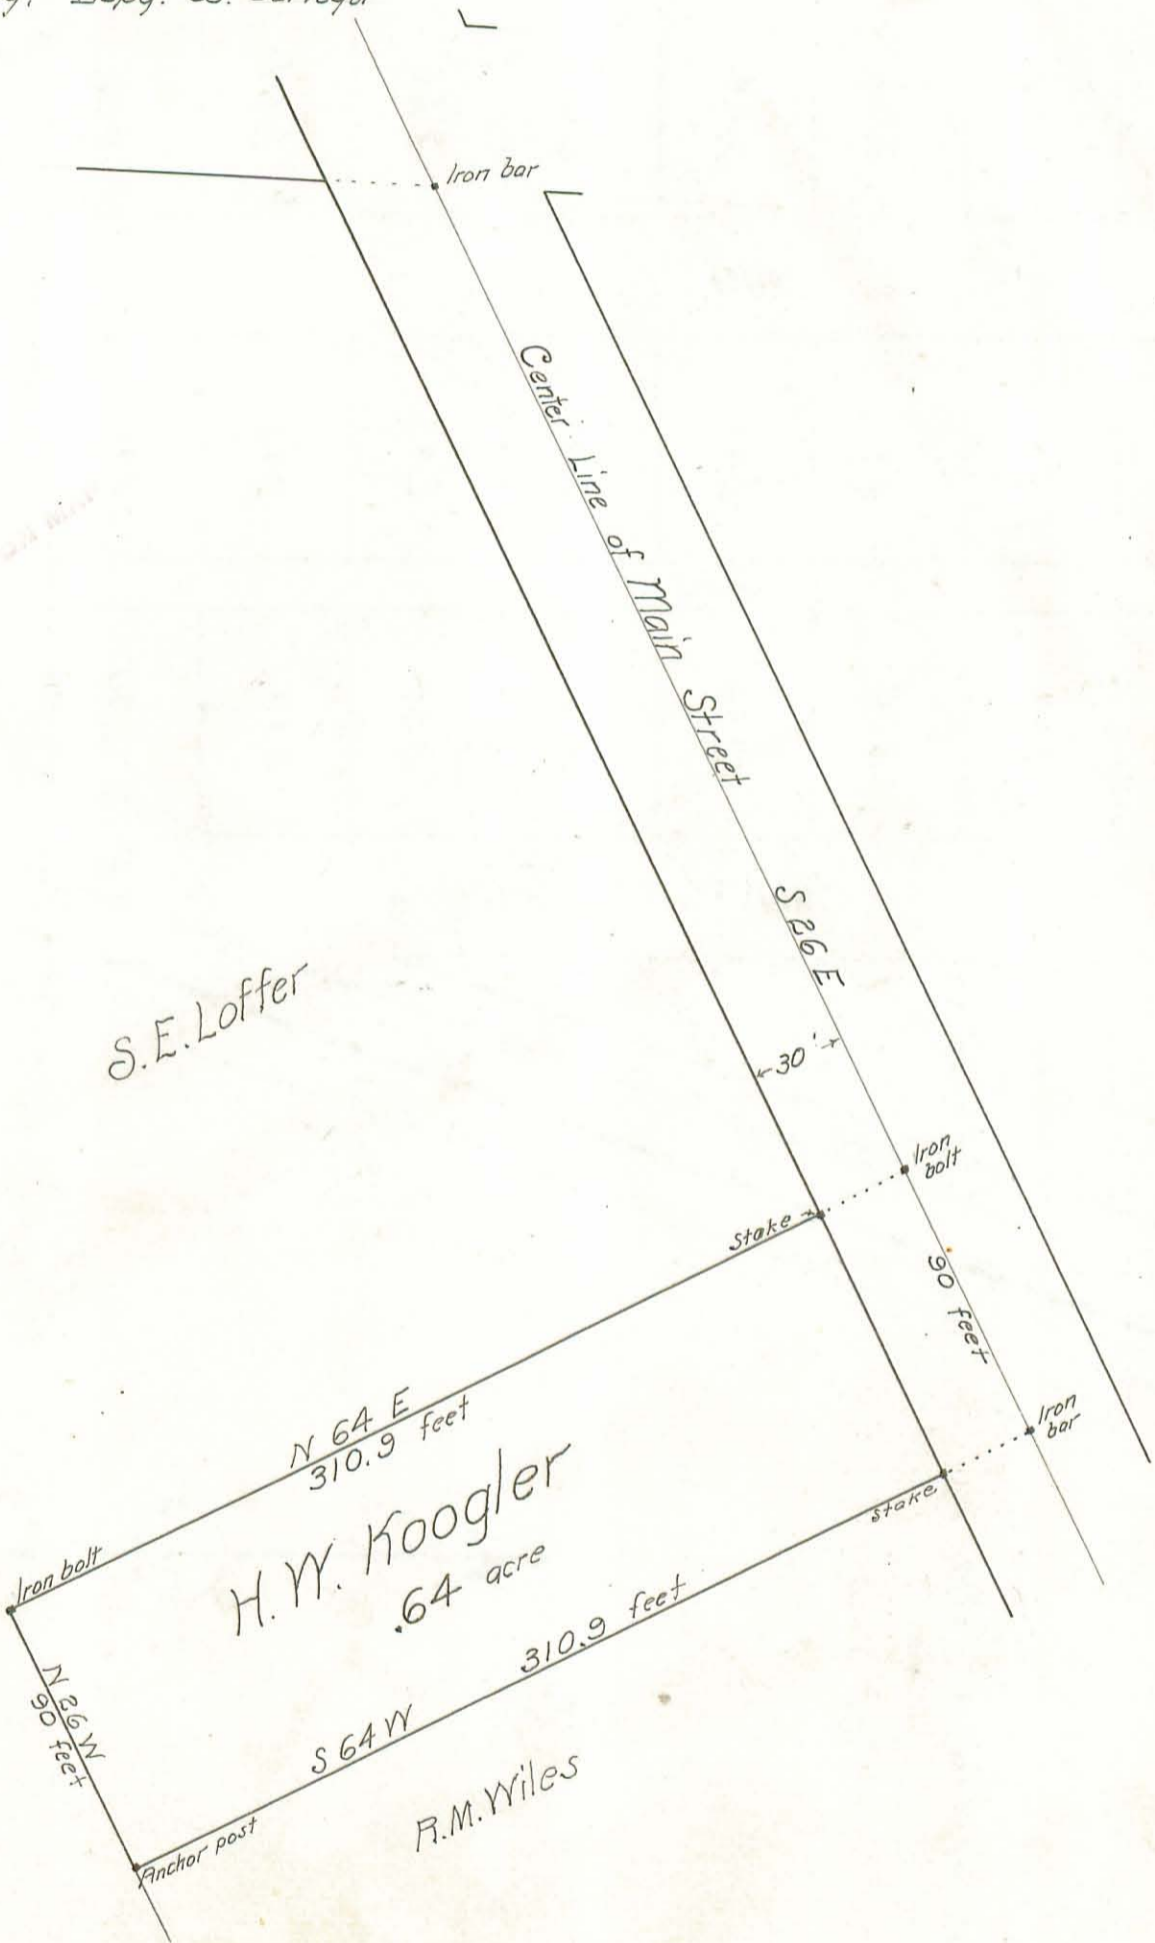 Iron bar
Center Line of Main Street
S 26 E
S.E. Loffer
←30'→
Iron
bolt
Stake
90 feet
Iron
bar
stake
N 64 E
310.9 feet
H.W. Koogler
.64 acre
Iron bolt
310.9 feet
N 26 W
90 feet
S 64 W
R.M. Wiles
Anchor post